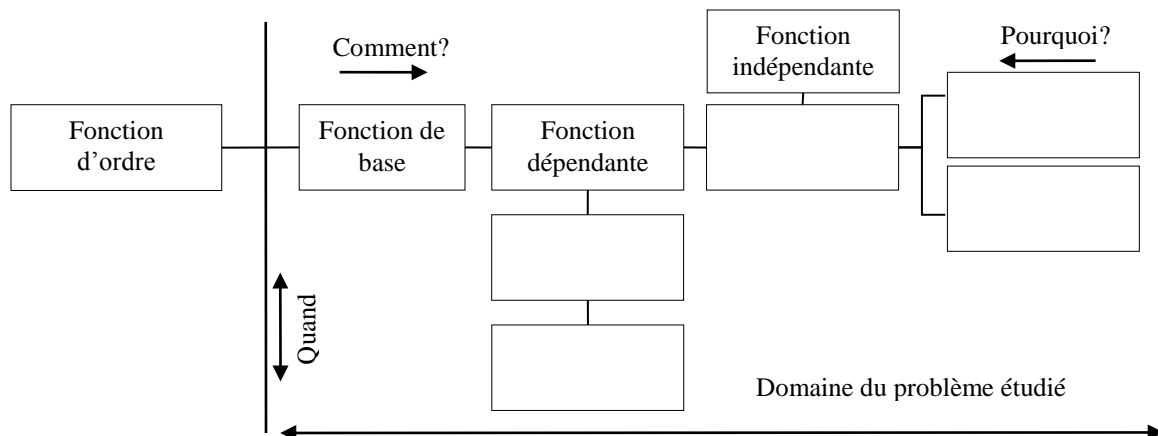 Comment?
Fonction
indépendante
Pourquoi?
Fonction
d’ordre
Fonction de
base
Fonction
dépendante
Quand
Domaine du problème étudié